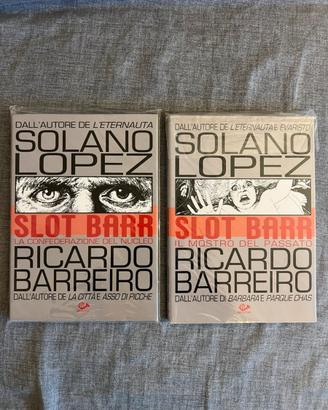 DALL'AUTORE DE L'ETERNAUTA
SOLANO
LOPEZ
SLOT BARR
LA CONFEDERAZIONE DEL NUCLEO
RICARDO
BARREIRO
DALL'AUTORE DE LA CITTÀ E ASSO DI PICCHE
DALL'AUTORE DE L'ETERNAUTA E EVARISTO
SOLANO
LOPEZ
SLOT BARR
IL MOSTRO DEL PASSATO
RICARDO
BARREIRO
DALL'AUTORE DI BARBARA E PARQUE CHAS